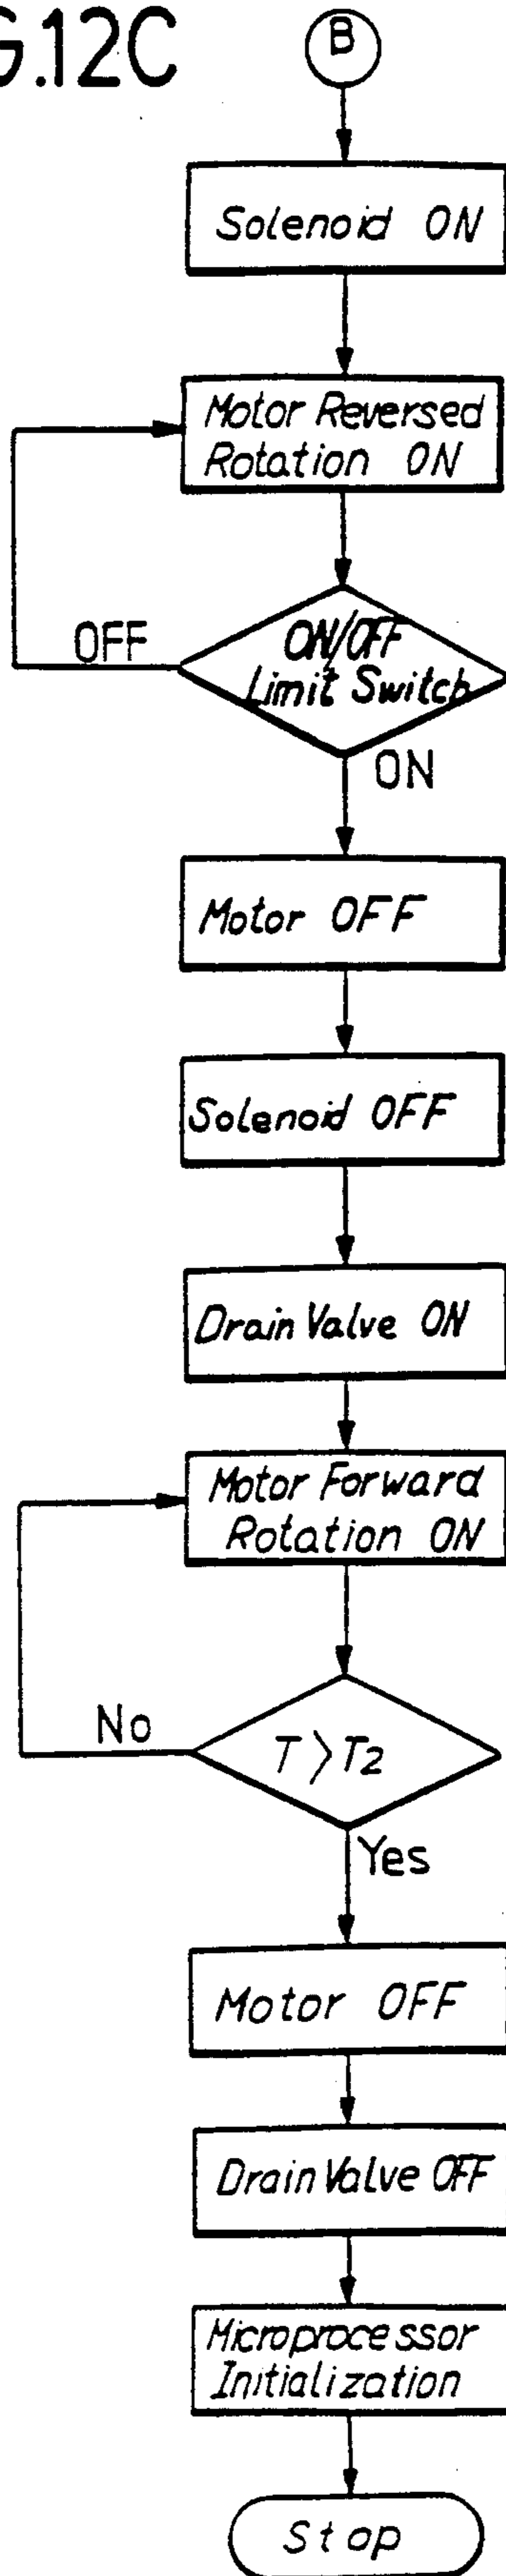 G.12C
B
Solenoid ON
Motor Reversed
Rotation ON
OFF
ON/OFF
Limit Switch
ON
Motor OFF
Solenoid OFF
Drain Valve ON
Motor Forward
Rotation ON
No
T > T2
Yes
Motor OFF
Drain Valve OFF
Microprocessor
Initialization
Stop